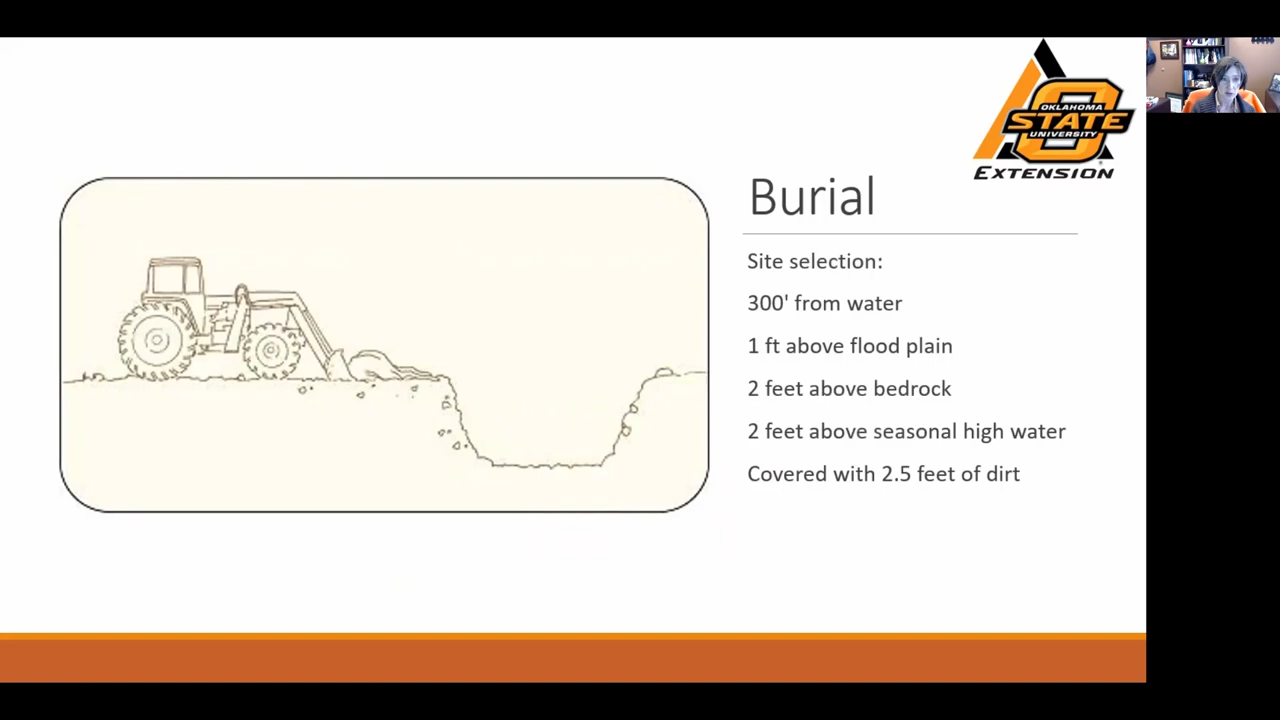 OKLAHOMA
STATE
UNIVERSITY
EXTENSION
Burial
Site selection:
300' from water
1 ft above flood plain
2 feet above bedrock
2 feet above seasonal high water
Covered with 2.5 feet of dirt